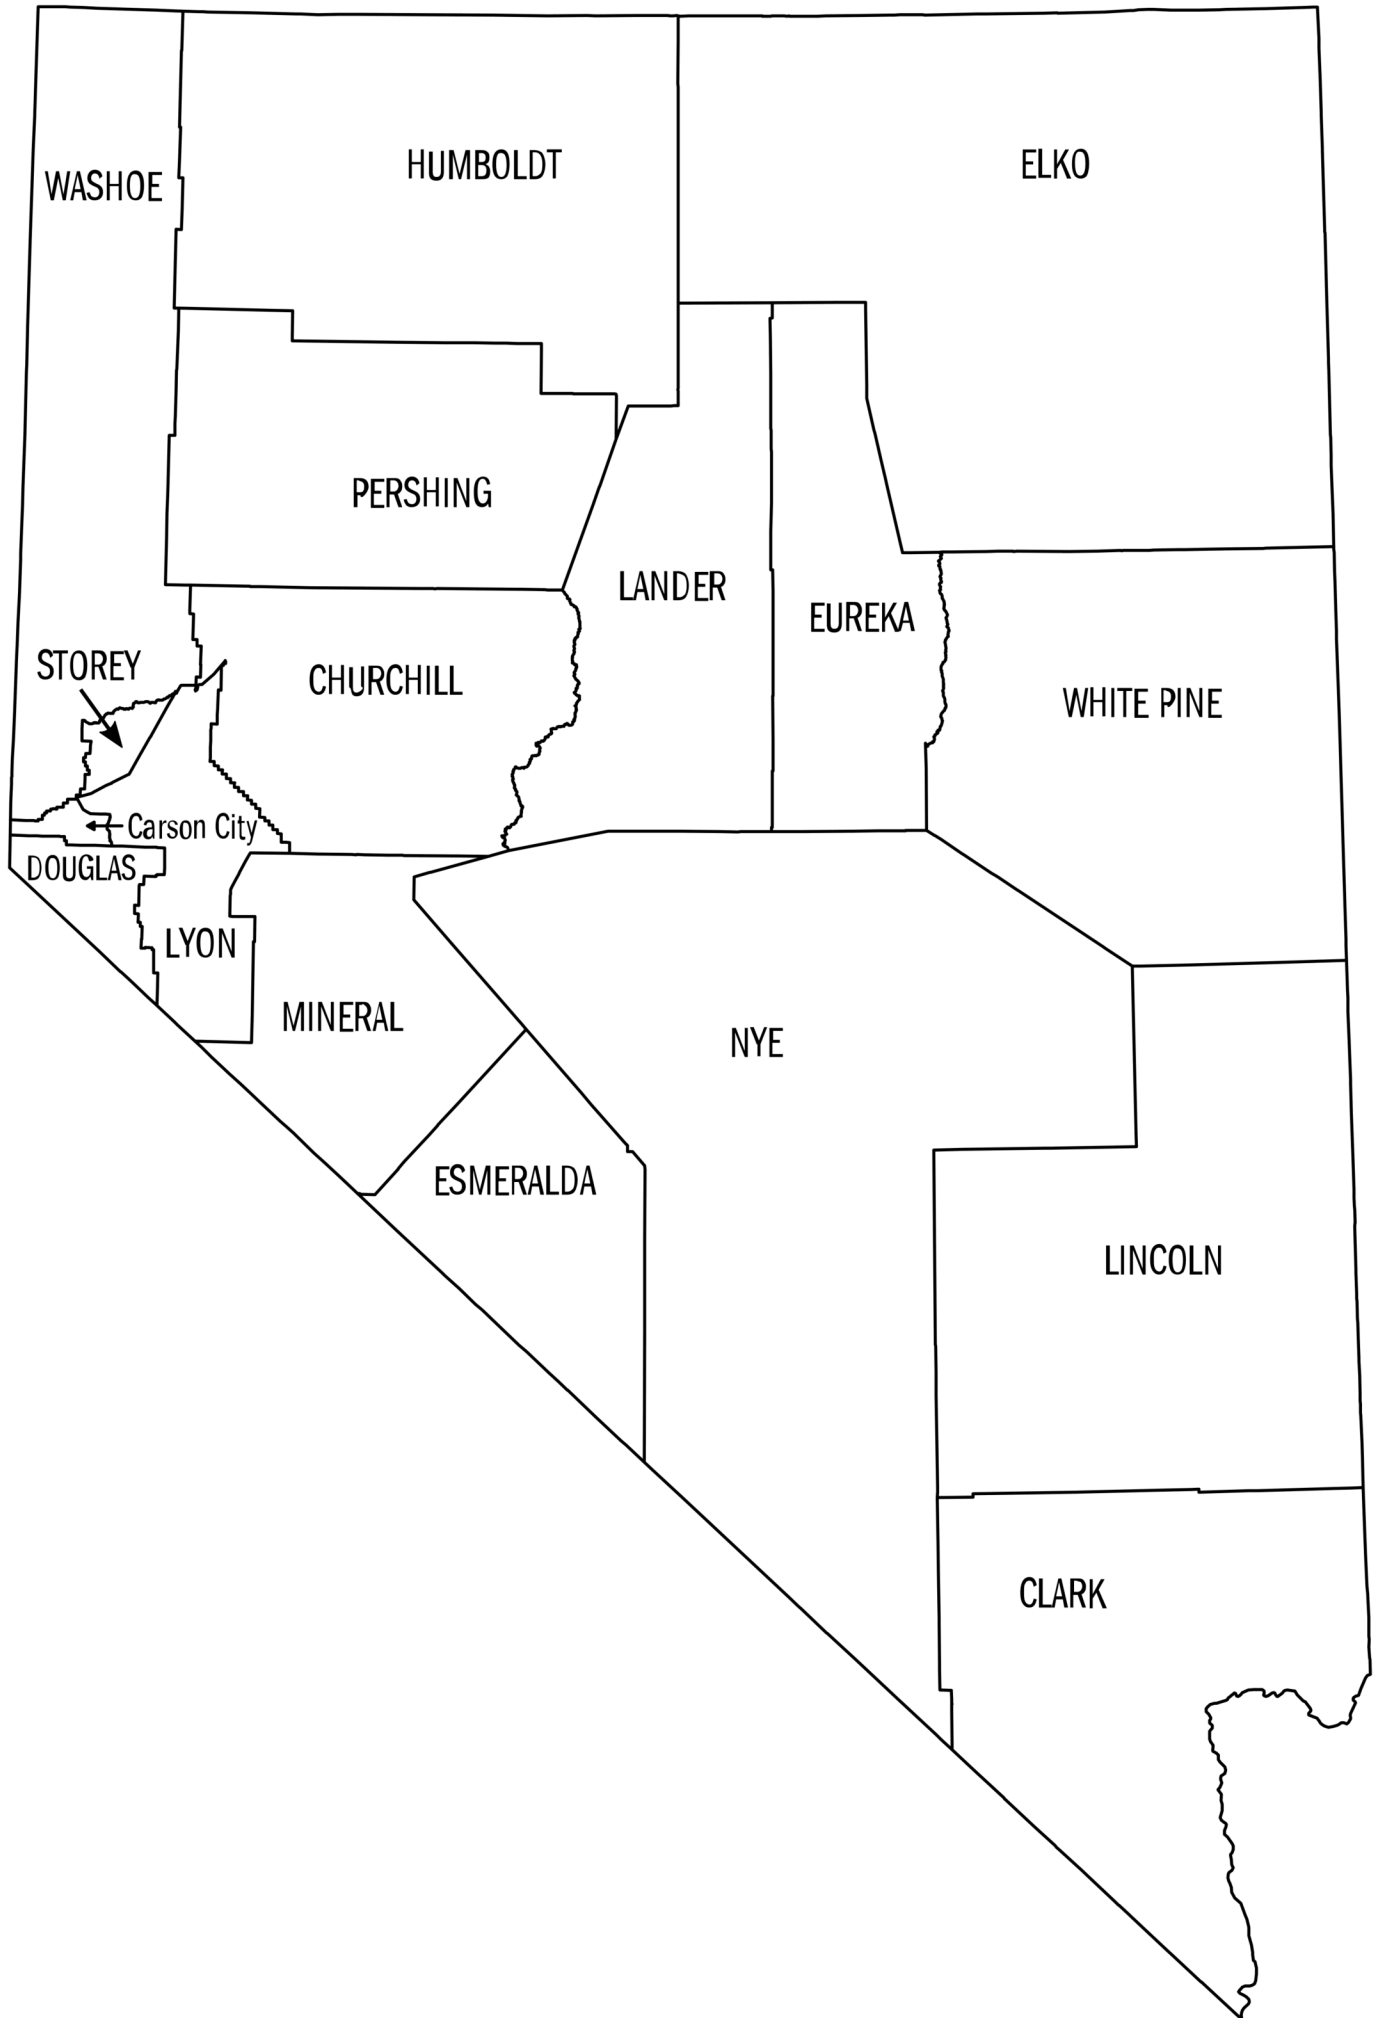 HUMBOLDT
ELKO
WASHOE
PERSHING
LANDER
EUREKA
STOREY
CHURCHILL
WHITE PINE
Carson City
DOUGLAS
LYON
MINERAL
NYE
ESMERALDA
LINCOLN
CLARK